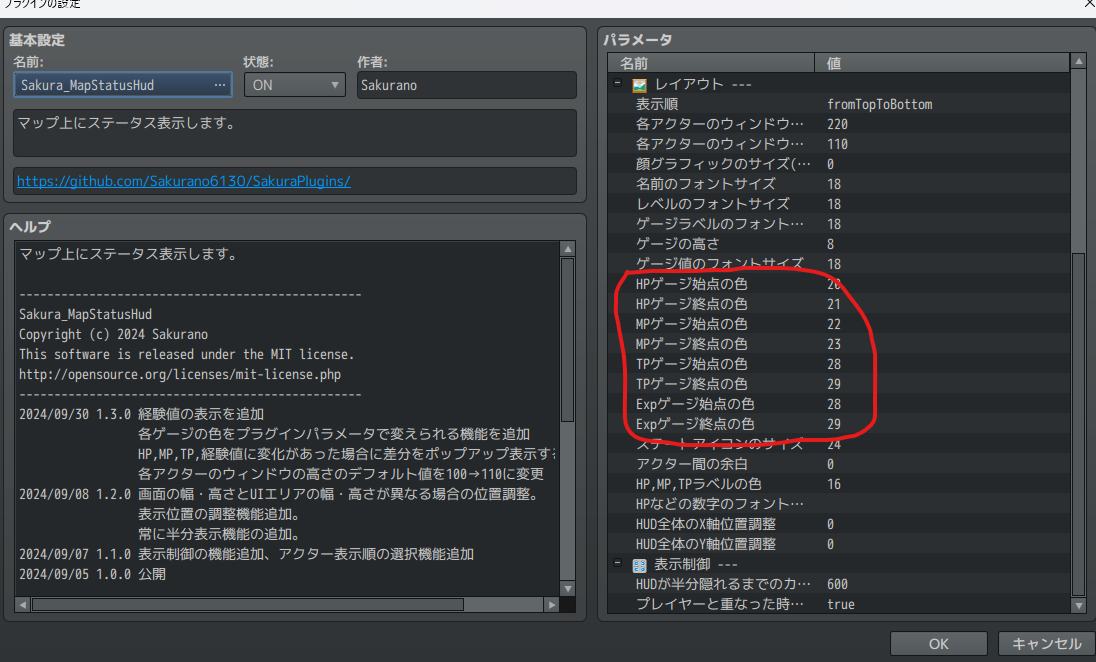 プラグインの設定
基本設定
名前:
状態:
作者:
Sakura_MapStatusHud ...
ON
Sakurano
マップ上にステータス表示します。
https://github.com/Sakurano6130/SakuraPlugins/
ヘルプ
マップ上にステータス表示します。
-------------------------------------------------
Sakura_MapStatusHud
Copyright (c) 2024 Sakurano
This software is released under the MIT license.
http://opensource.org/licenses/mit-license.php
-------------------------------------------------
2024/09/30 1.3.0 経験値の表示を追加
各ゲージの色をプラグインパラメータで変えられる機能を追加
HP,MP,TP,経験値に変化があった場合に差分をポップアップ表示する
各アクターのウィンドウの高さのデフォルト値を100→110に変更
2024/09/08 1.2.0 画面の幅・高さとUIエリアの幅・高さが異なる場合の位置調整。
表示位置の調整機能追加。
常に半分表示機能の追加。
2024/09/07 1.1.0 表示制御の機能追加、アクター表示順の選択機能追加
2024/09/05 1.0.0 公開
パラメータ
名前 値
レイアウト ---
表示順 fromTopToBottom
各アクターのウィンドウ… 220
各アクターのウィンドウ… 110
顔グラフィックのサイズ(… 0
名前のフォントサイズ 18
レベルのフォントサイズ 18
ゲージラベルのフォント… 18
ゲージの高さ 8
ゲージ値のフォントサイズ 18
HPゲージ始点の色 20
HPゲージ終点の色 21
MPゲージ始点の色 22
MPゲージ終点の色 23
TPゲージ始点の色 28
TPゲージ終点の色 29
Expゲージ始点の色 28
Expゲージ終点の色 29
ステートアイコンのサイズ 24
アクター間の余白 0
HP,MP,TPラベルの色 16
HPなどの数字のフォント…
HUD全体のX軸位置調整 0
HUD全体のY軸位置調整 0
表示制御 ---
HUDが半分隠れるまでのカ… 600
プレイヤーと重なった時… true
OK
キャンセル